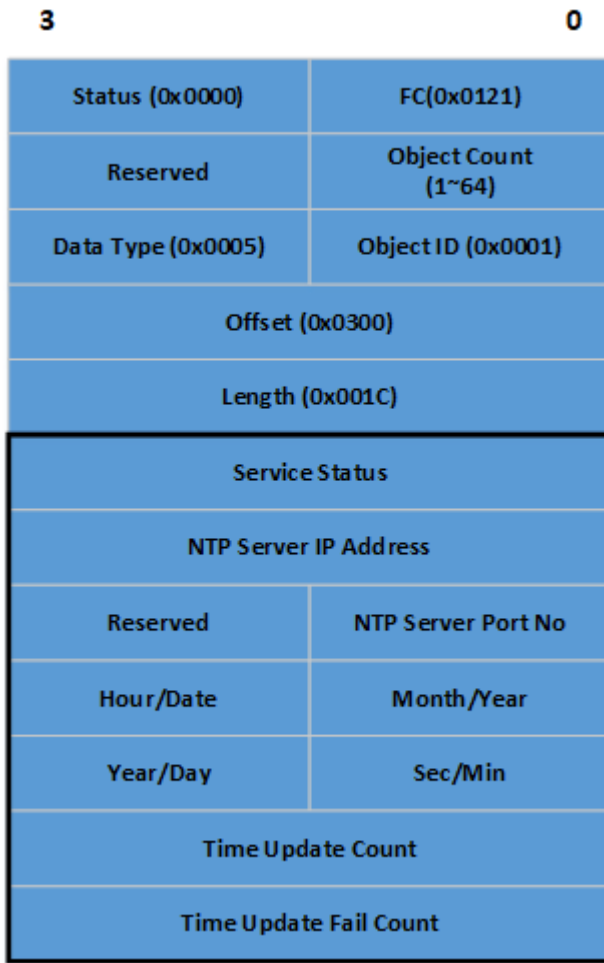 3 0
Status (0x0000) FC(0x0121)
Reserved Object Count
(1~64)
Data Type (0x0005) Object ID (0x0001)
Offset (0x0300)
Length (0x001C)
Service Status
NTP Server IP Address
Reserved NTP Server Port No
Hour/Date Month/Year
Year/Day Sec/Min
Time Update Count
Time Update Fail Count